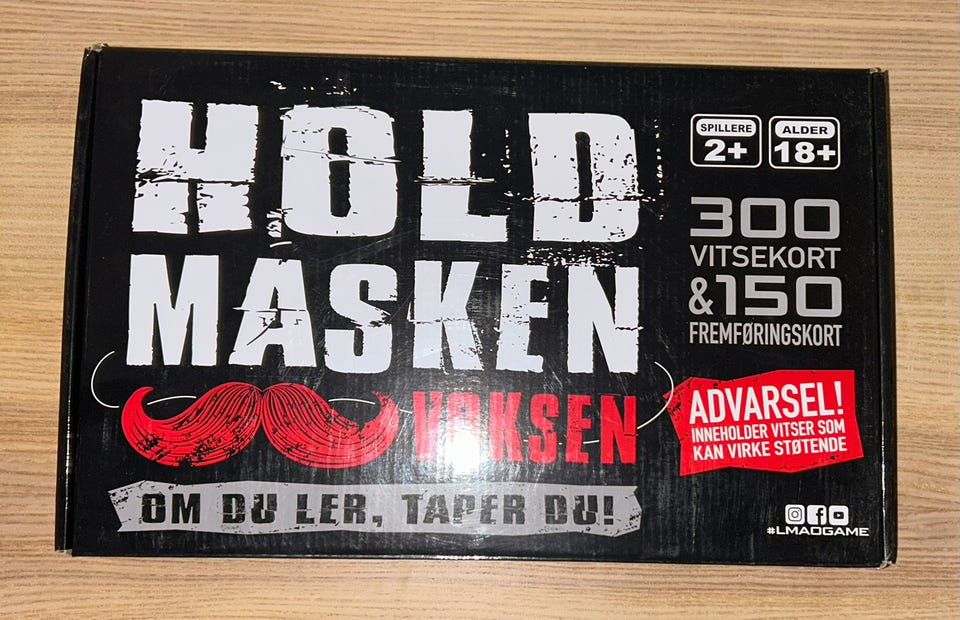 HOLD
MASKEN
VOKSEN
OM DU LER, TAPER DU!
SPILLERE
2+
ALDER
18+
300
VITSEKORT
&150
FREMFØRINGSKORT
ADVARSEL!
INNEHOLDER VITSER SOM
KAN VIRKE STØTENDE
#LMAOGAME